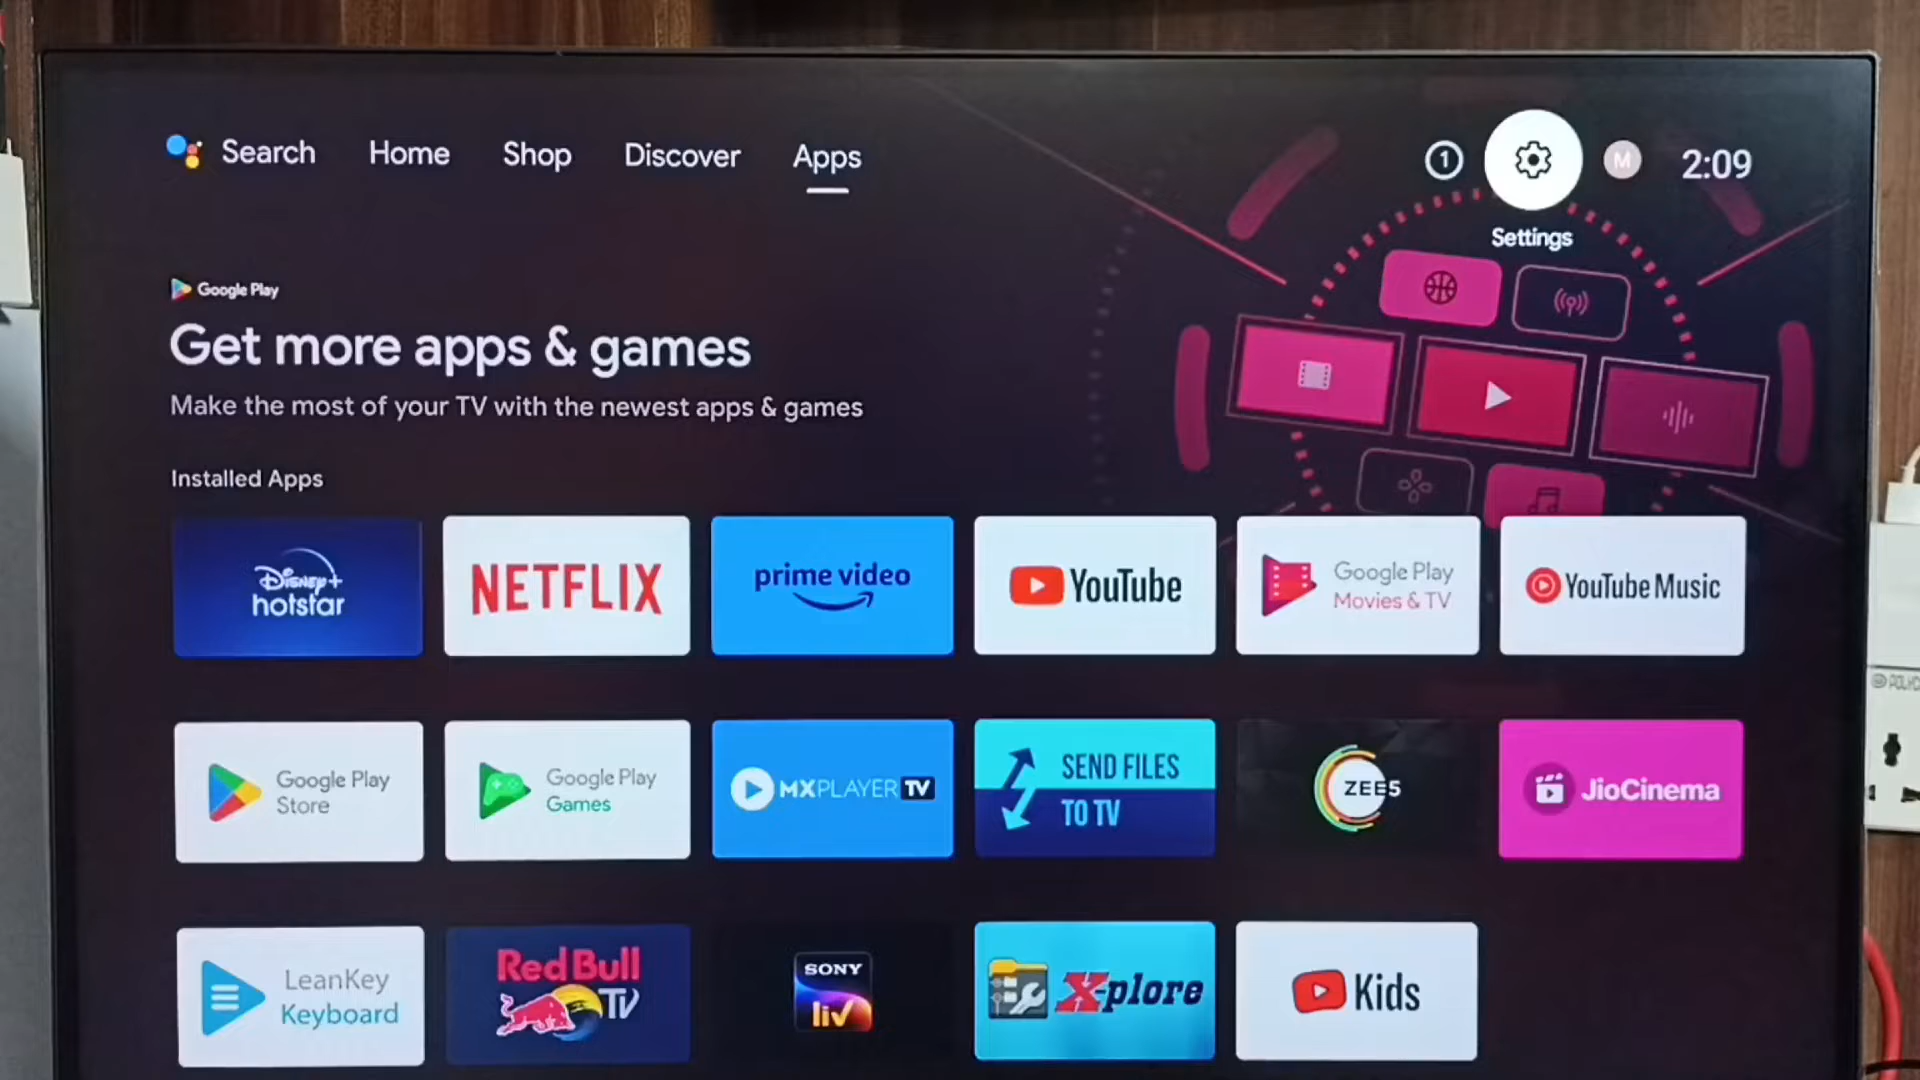 Search Home Shop Discover Apps
1 M 2:09
Settings
Google Play
Get more apps & games
Make the most of your TV with the newest apps & games
Installed Apps
Disney+ hotstar
NETFLIX
prime video
YouTube
Google Play
Movies & TV
YouTube Music
Google Play
Store
Google Play
Games
MXPLAYER TV
SEND FILES
TO TV
ZEE5
JioCinema
LeanKey
Keyboard
Red Bull
TV
SONY
liv
X-plore
Kids